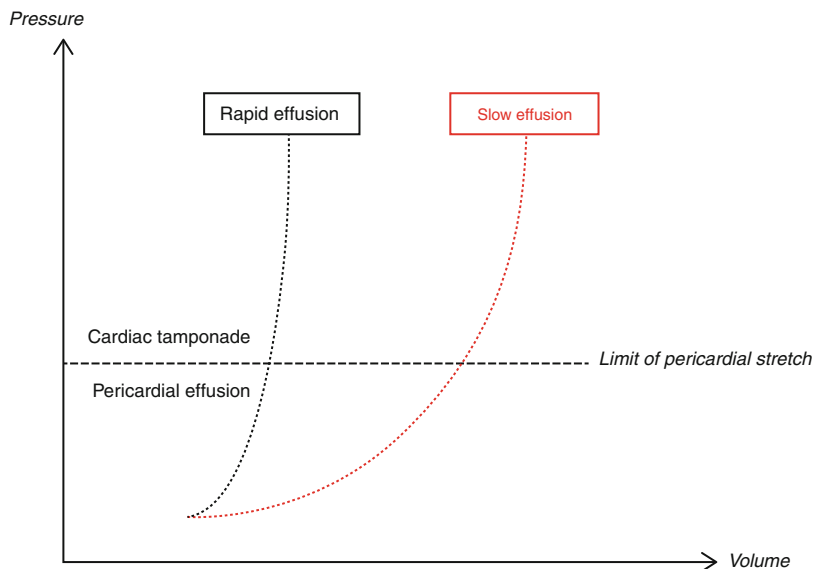 Pressure
Rapid effusion
Slow effusion
Cardiac tamponade
Limit of pericardial stretch
Pericardial effusion
Volume